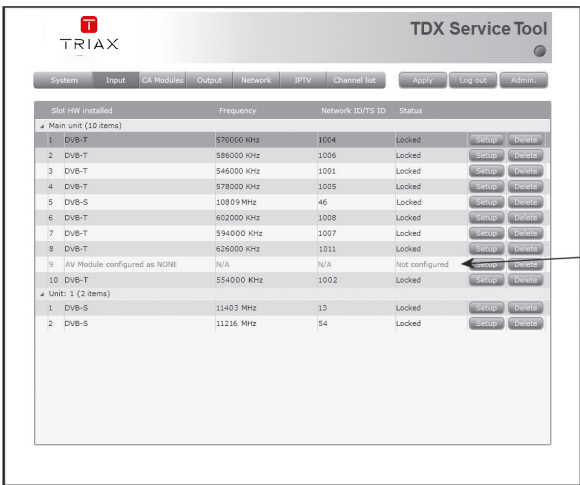 TRIAX
TDX Service Tool
System Input CA Modules Output Network IPTV Channel list Apply Log out Admin.
Slot HW installed Frequency Network ID/TS ID Status
Main unit (10 items)
1 DVB-T 570000 KHz 1004 Locked Setup Delete
2 DVB-T 586000 KHz 1006 Locked Setup Delete
3 DVB-T 546000 KHz 1001 Locked Setup Delete
4 DVB-T 578000 KHz 1005 Locked Setup Delete
5 DVB-S 10809 MHz 46 Locked Setup Delete
6 DVB-T 602000 KHz 1008 Locked Setup Delete
7 DVB-T 594000 KHz 1007 Locked Setup Delete
8 DVB-T 626000 KHz 1011 Locked Setup Delete
9 AV Module configured as NONE N/A N/A Not configured Setup Delete
10 DVB-T 554000 KHz 1002 Locked Setup Delete
Unit: 1 (2 items)
1 DVB-S 11403 MHz 13 Locked Setup Delete
2 DVB-S 11216 MHz 54 Locked Setup Delete